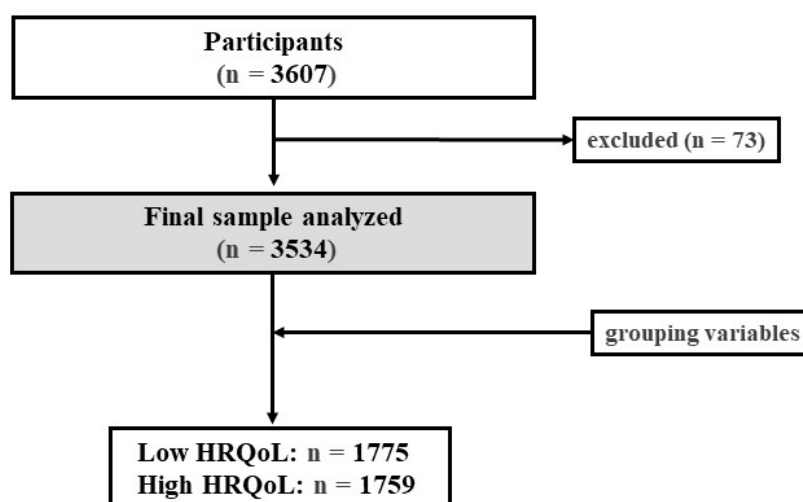 Participants
(n = 3607)
excluded (n = 73)
Final sample analyzed
(n = 3534)
grouping variables
Low HRQoL: n = 1775
High HRQoL: n = 1759